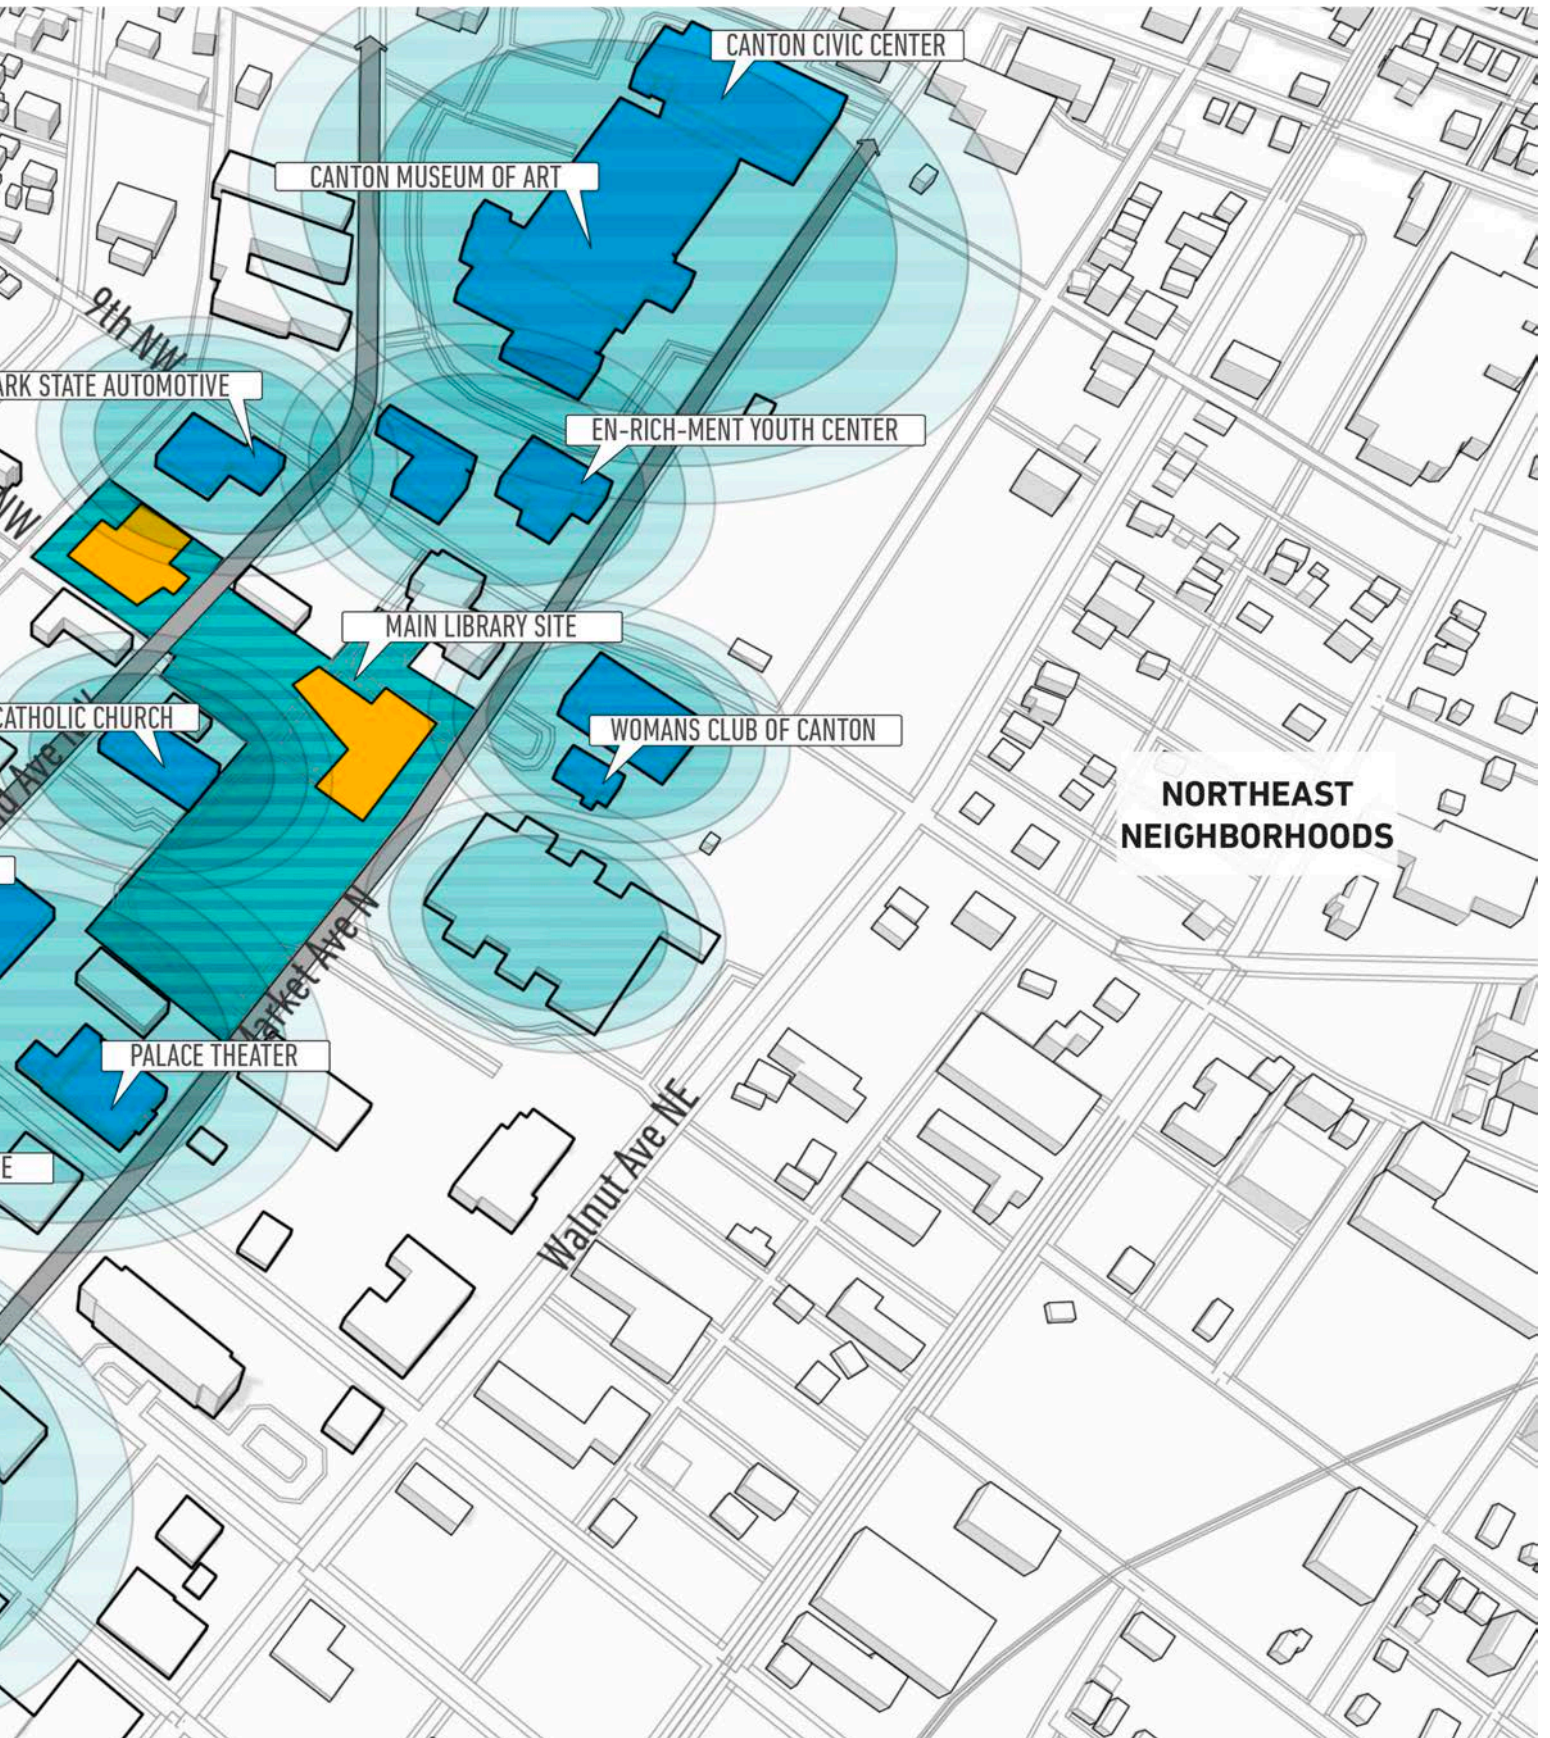 CANTON CIVIC CENTER
CANTON MUSEUM OF ART
9th NW
ARK STATE AUTOMOTIVE
EN-RICH-MENT YOUTH CENTER
NW
MAIN LIBRARY SITE
CATHOLIC CHURCH
WOMANS CLUB OF CANTON
NORTHEAST
NEIGHBORHOODS
Market Ave N
PALACE THEATER
Walnut Ave NE
E